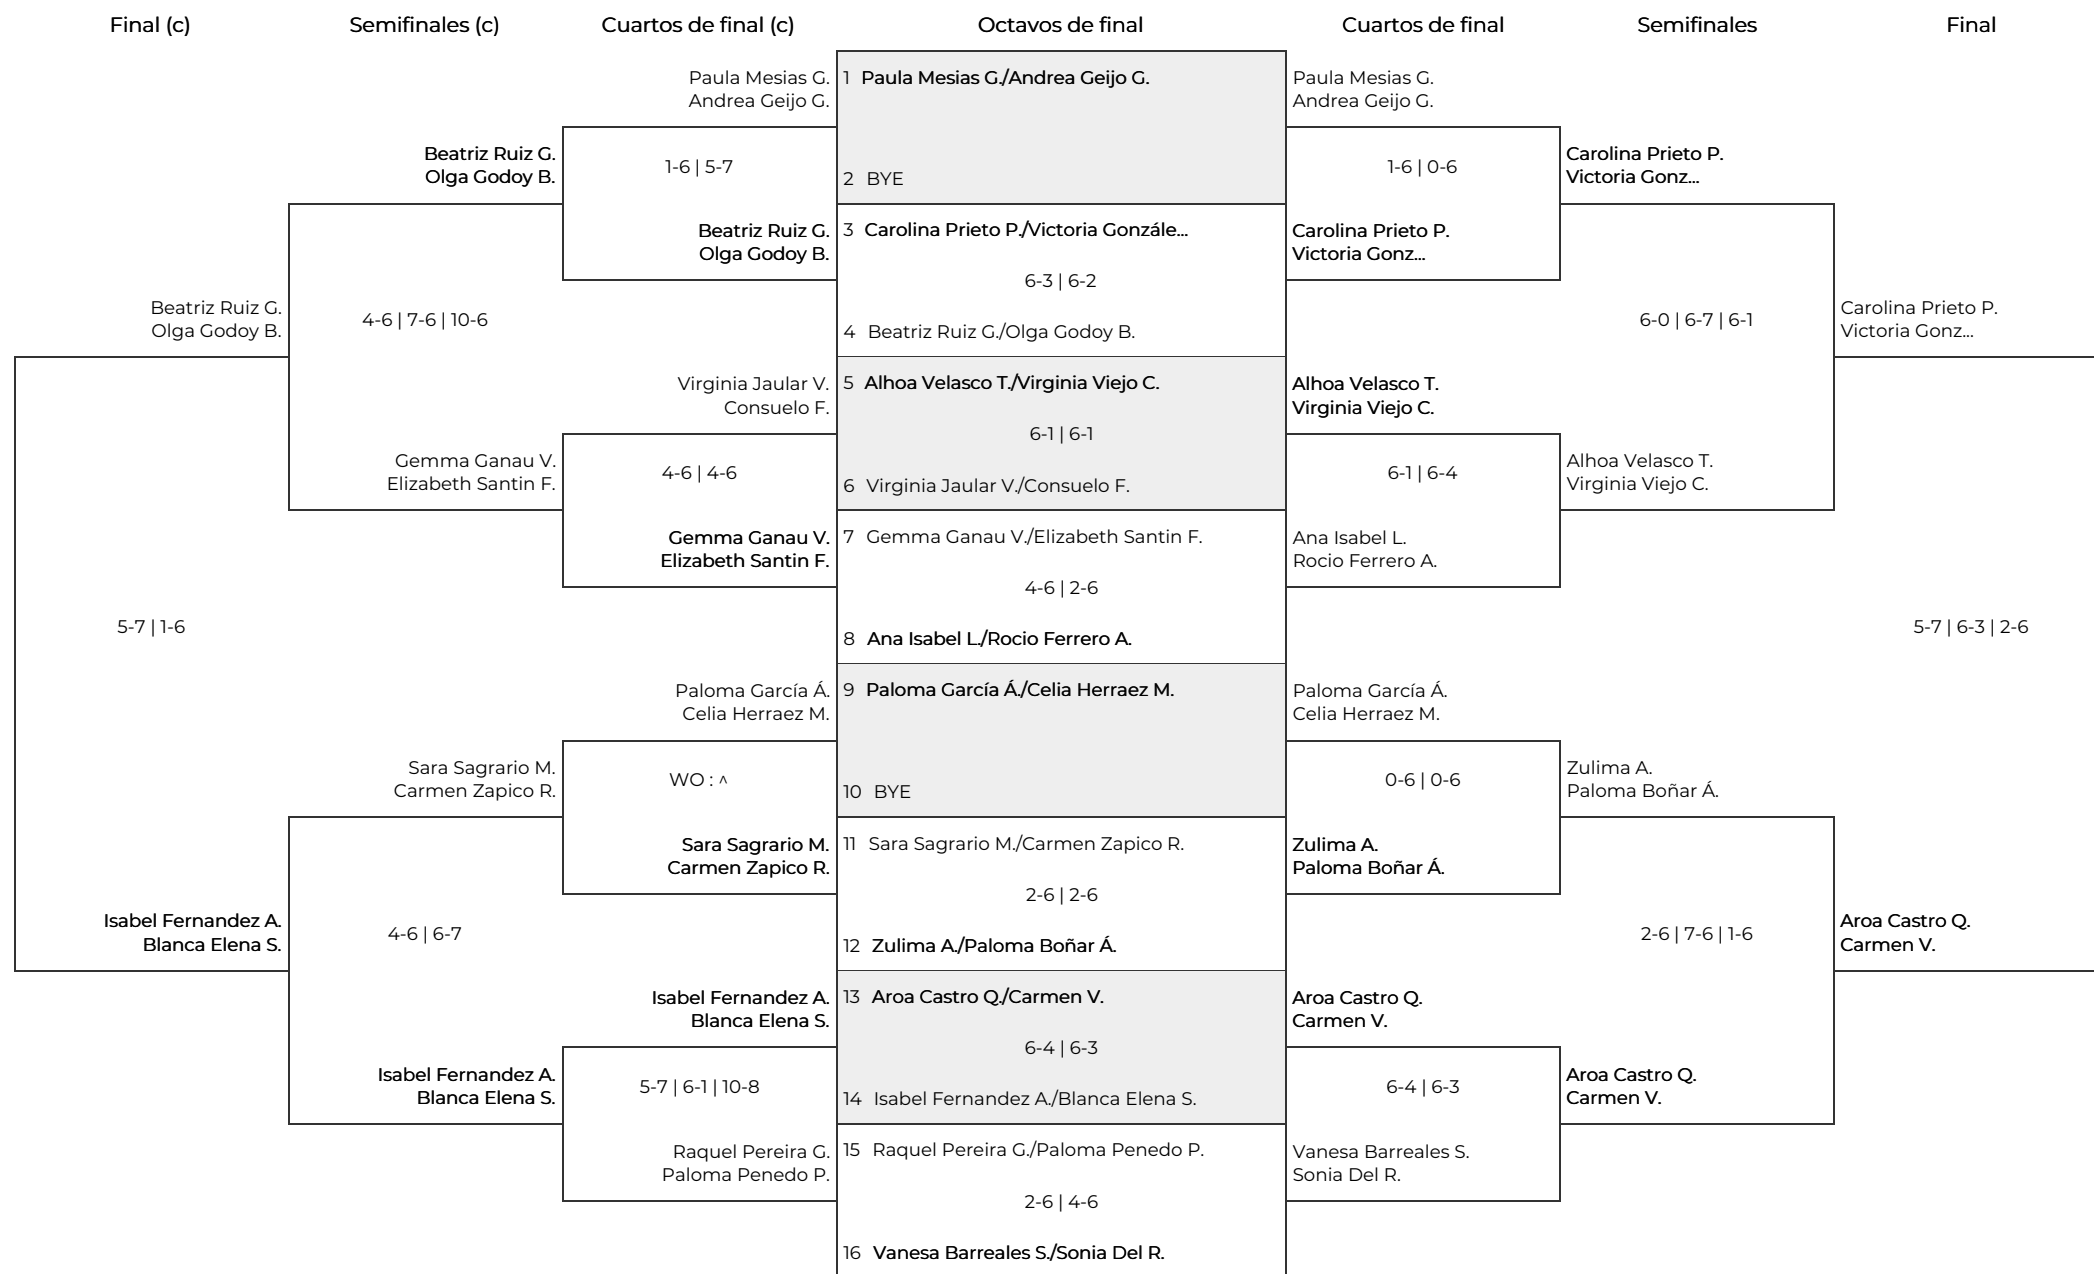 Final (c) Semifinales (c) Cuartos de final (c) Octavos de final Cuartos de final Semifinales Final
Paula Mesias G.
Andrea Geijo G.
1-6 | 5-7
Beatriz Ruiz G.
Olga Godoy B.
Virginia Jaular V.
Consuelo F.
4-6 | 4-6
Gemma Ganau V.
Elizabeth Santin F.
Paloma García Á.
Celia Herraez M.
WO : ^
Sara Sagrario M.
Carmen Zapico R.
Isabel Fernandez A.
Blanca Elena S.
5-7 | 6-1 | 10-8
Raquel Pereira G.
Paloma Penedo P.
Beatriz Ruiz G.
Olga Godoy B.
4-6 | 7-6 | 10-6
Gemma Ganau V.
Elizabeth Santin F.
Sara Sagrario M.
Carmen Zapico R.
4-6 | 6-7
Isabel Fernandez A.
Blanca Elena S.
Beatriz Ruiz G.
Olga Godoy B.
5-7 | 1-6
Isabel Fernandez A.
Blanca Elena S.
1 Paula Mesias G./Andrea Geijo G.
2 BYE
3 Carolina Prieto P./Victoria Gonzále...
6-3 | 6-2
4 Beatriz Ruiz G./Olga Godoy B.
5 Alhoa Velasco T./Virginia Viejo C.
6-1 | 6-1
6 Virginia Jaular V./Consuelo F.
7 Gemma Ganau V./Elizabeth Santin F.
4-6 | 2-6
8 Ana Isabel L./Rocio Ferrero A.
9 Paloma García Á./Celia Herraez M.
10 BYE
11 Sara Sagrario M./Carmen Zapico R.
2-6 | 2-6
12 Zulima A./Paloma Boñar Á.
13 Aroa Castro Q./Carmen V.
6-4 | 6-3
14 Isabel Fernandez A./Blanca Elena S.
15 Raquel Pereira G./Paloma Penedo P.
2-6 | 4-6
16 Vanesa Barreales S./Sonia Del R.
Paula Mesias G.
Andrea Geijo G.
1-6 | 0-6
Carolina Prieto P.
Victoria Gonz...
Alhoa Velasco T.
Virginia Viejo C.
6-1 | 6-4
Ana Isabel L.
Rocio Ferrero A.
Paloma García Á.
Celia Herraez M.
0-6 | 0-6
Zulima A.
Paloma Boñar Á.
Aroa Castro Q.
Carmen V.
6-4 | 6-3
Vanesa Barreales S.
Sonia Del R.
Carolina Prieto P.
Victoria Gonz...
6-0 | 6-7 | 6-1
Alhoa Velasco T.
Virginia Viejo C.
Zulima A.
Paloma Boñar Á.
2-6 | 7-6 | 1-6
Aroa Castro Q.
Carmen V.
Carolina Prieto P.
Victoria Gonz...
5-7 | 6-3 | 2-6
Aroa Castro Q.
Carmen V.